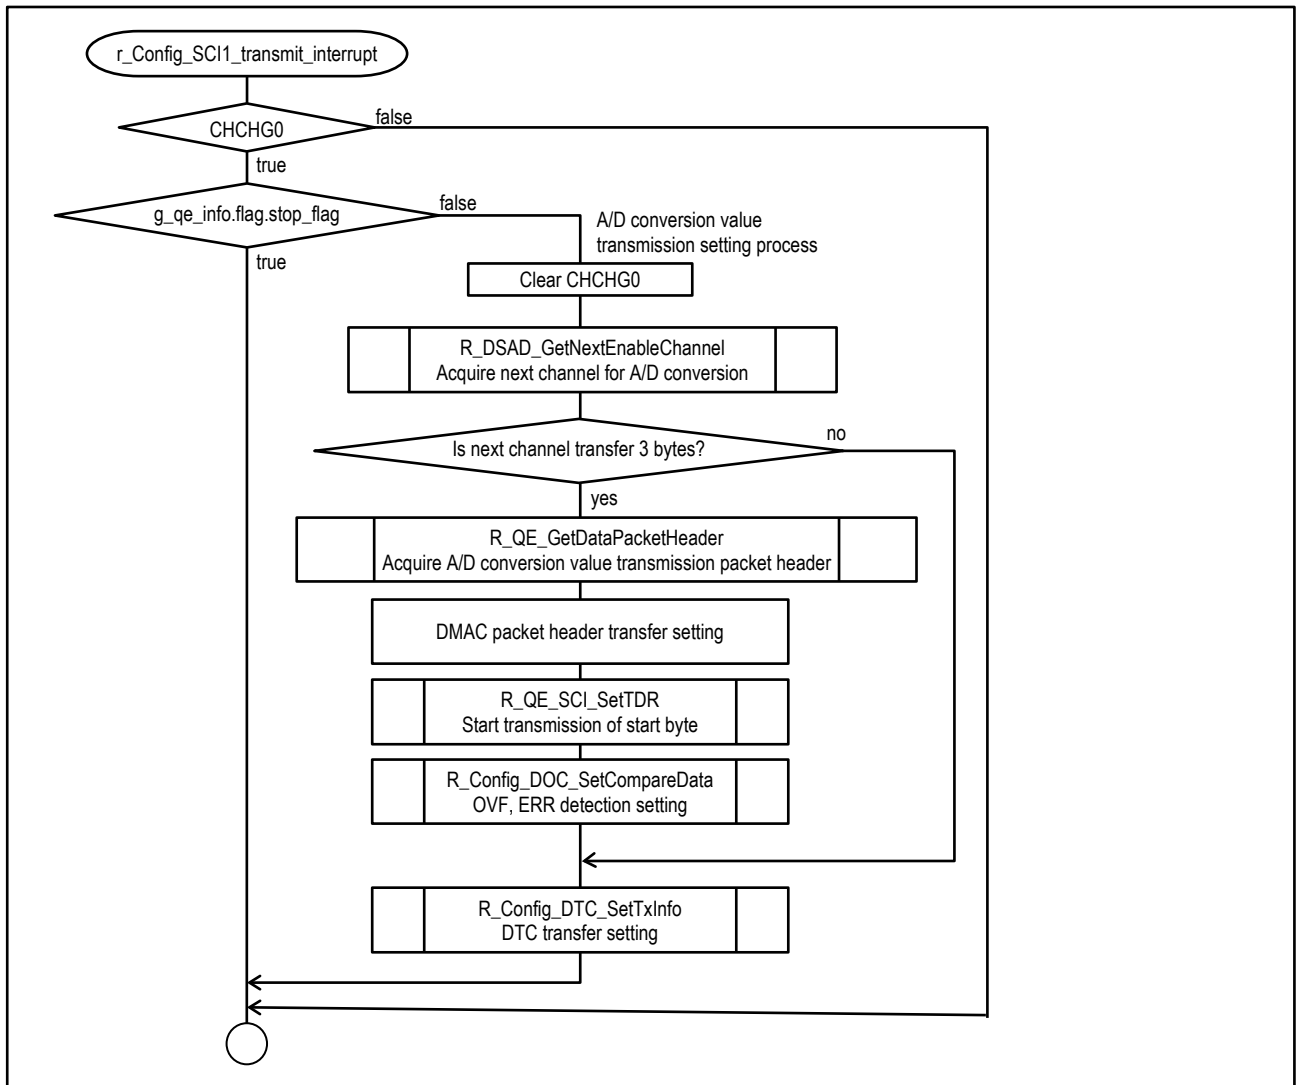 r_Config_SCI1_transmit_interrupt
CHCHG0
false
true
g_qe_info.flag.stop_flag
false
true
A/D conversion value
transmission setting process
Clear CHCHG0
R_DSAD_GetNextEnableChannel
Acquire next channel for A/D conversion
Is next channel transfer 3 bytes?
no
yes
R_QE_GetDataPacketHeader
Acquire A/D conversion value transmission packet header
DMAC packet header transfer setting
R_QE_SCI_SetTDR
Start transmission of start byte
R_Config_DOC_SetCompareData
OVF, ERR detection setting
R_Config_DTC_SetTxInfo
DTC transfer setting